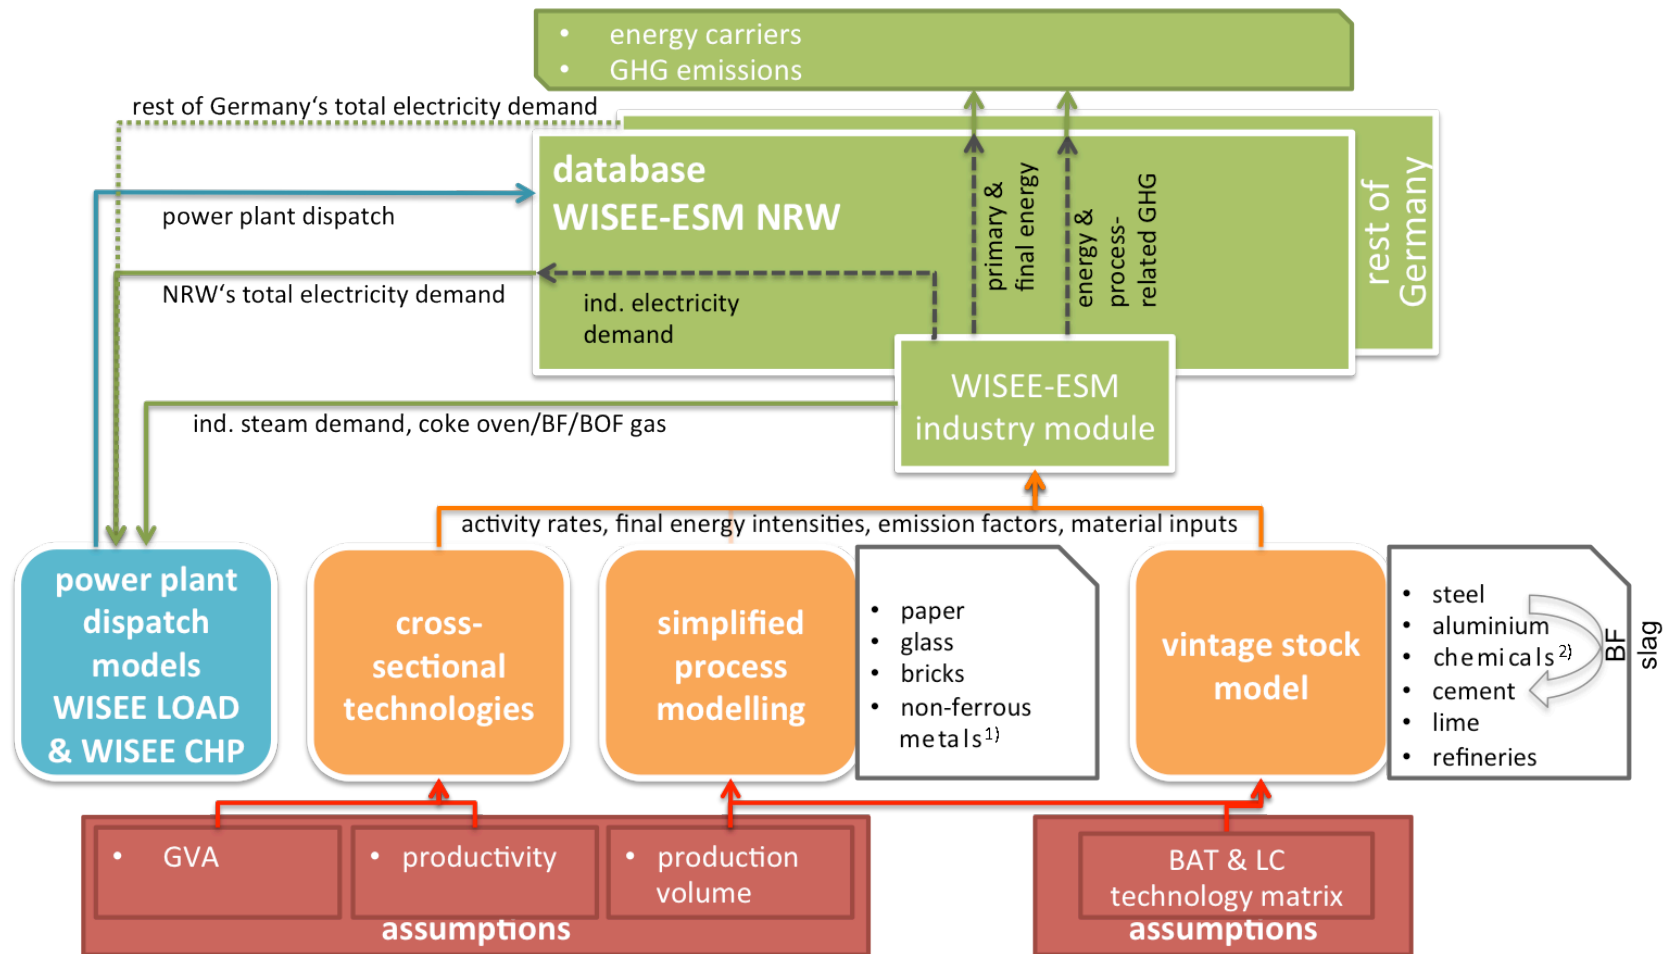 • energy carriers
• GHG emissions
rest of Germany‘s total electricity demand
database
WISEE-ESM NRW
power plant dispatch
NRW‘s total electricity demand
ind. electricity
demand
primary &
final energy
energy &
process-
related GHG
rest of
Germany
WISEE-ESM
industry module
ind. steam demand, coke oven/BF/BOF gas
activity rates, final energy intensities, emission factors, material inputs
power plant
dispatch
models
WISEE LOAD
& WISEE CHP
cross-
sectional
technologies
simplified
process
modelling
• paper
• glass
• bricks
• non-ferrous
metals1)
vintage stock
model
• steel
• aluminium
• chemicals2)
• cement
• lime
• refineries
BF
slag
• GVA
• productivity
• production
volume
assumptions
BAT & LC
technology matrix
assumptions